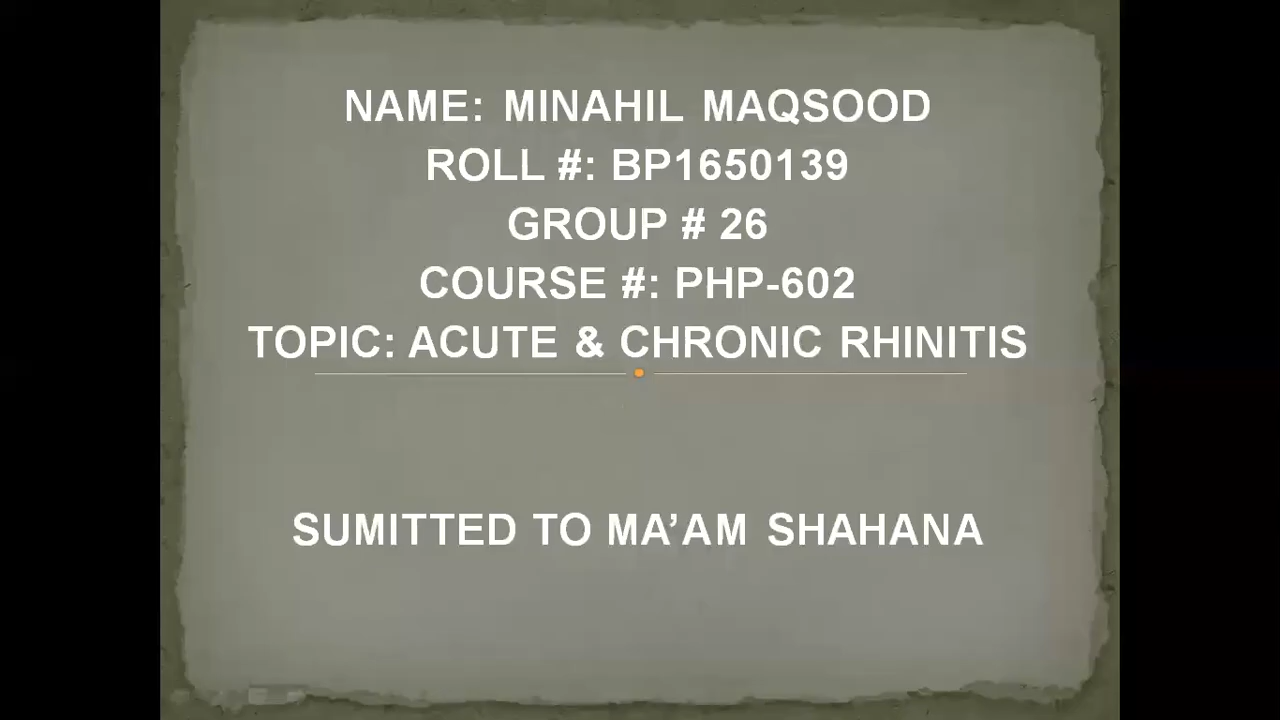 NAME: MINAHIL MAQSOOD
ROLL #: BP1650139
GROUP # 26
COURSE #: PHP-602
TOPIC: ACUTE & CHRONIC RHINITIS
SUMITTED TO MA’AM SHAHANA